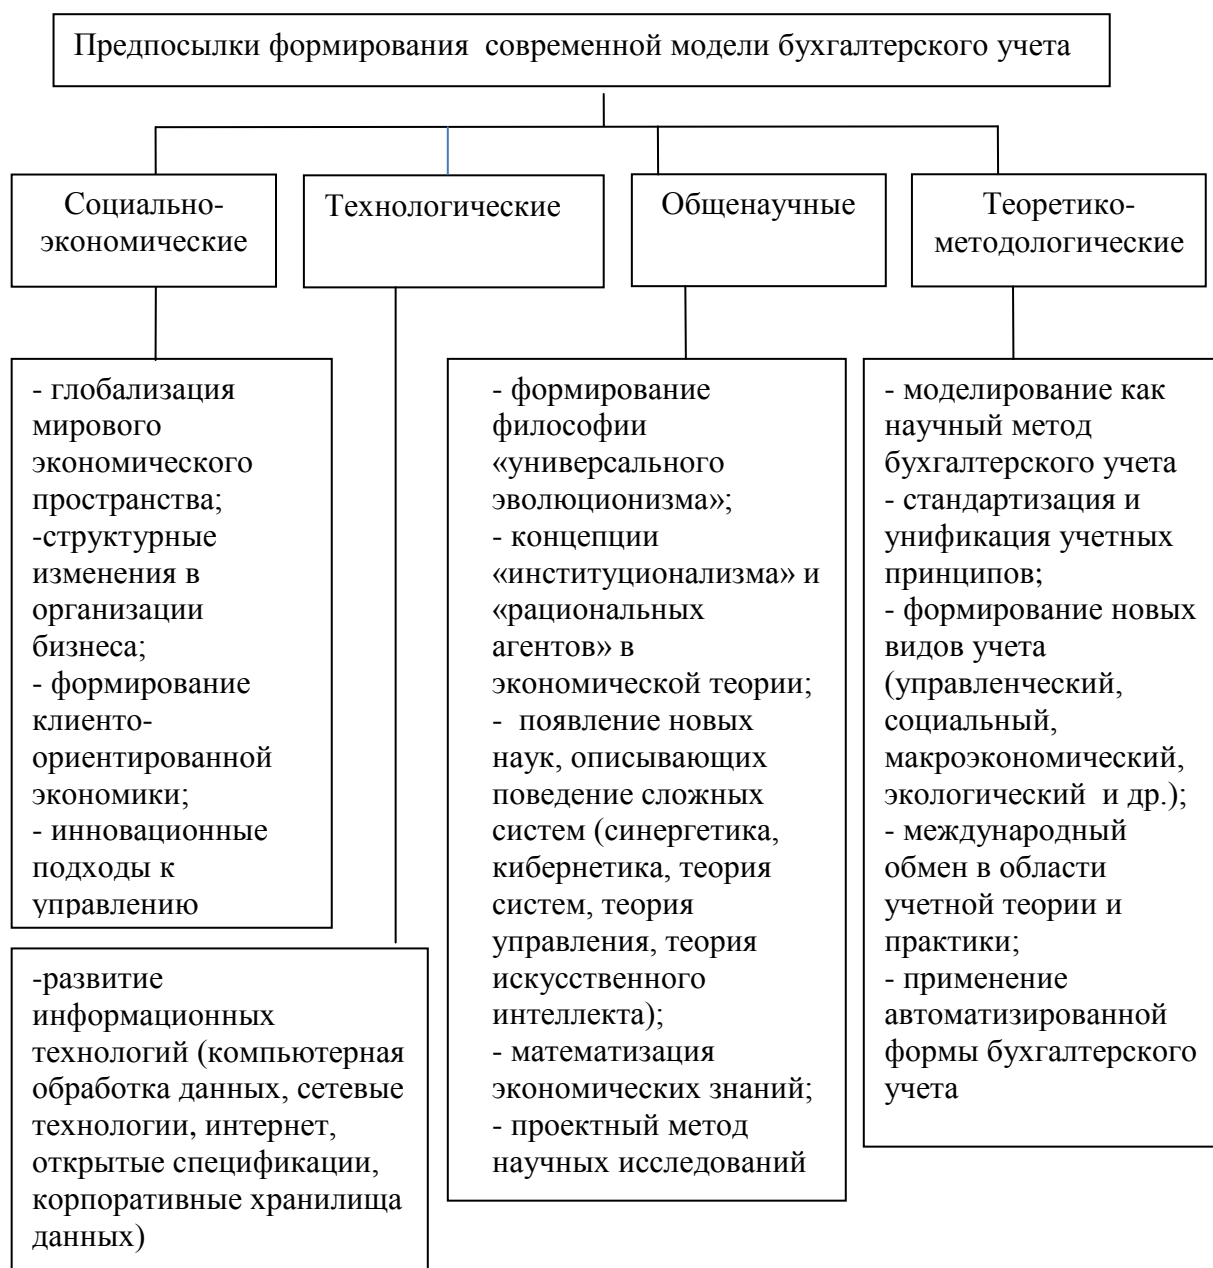 Предпосылки формирования  современной модели бухгалтерского учета
Социально-
экономические
Технологические
Общенаучные
Теоретико-
методологические
- глобализация
мирового
экономического
пространства;
-структурные
изменения в
организации
бизнеса;
- формирование
клиенто-
ориентированной
экономики;
- инновационные
подходы к
управлению
-развитие
информационных
технологий (компьютерная
обработка данных, сетевые
технологии, интернет,
открытые спецификации,
корпоративные хранилища
данных)
- формирование
философии
«универсального
эволюционизма»;
- концепции
«институционализма» и
«рациональных
агентов» в
экономической теории;
-  появление новых
наук, описывающих
поведение сложных
систем (синергетика,
кибернетика, теория
систем, теория
управления, теория
искусственного
интеллекта);
- математизация
экономических знаний;
- проектный метод
научных исследований
- моделирование как
научный метод
бухгалтерского учета
- стандартизация и
унификация учетных
принципов;
- формирование новых
видов учета
(управленческий,
социальный,
макроэкономический,
экологический  и др.);
- международный
обмен в области
учетной теории и
практики;
- применение
автоматизированной
формы бухгалтерского
учета